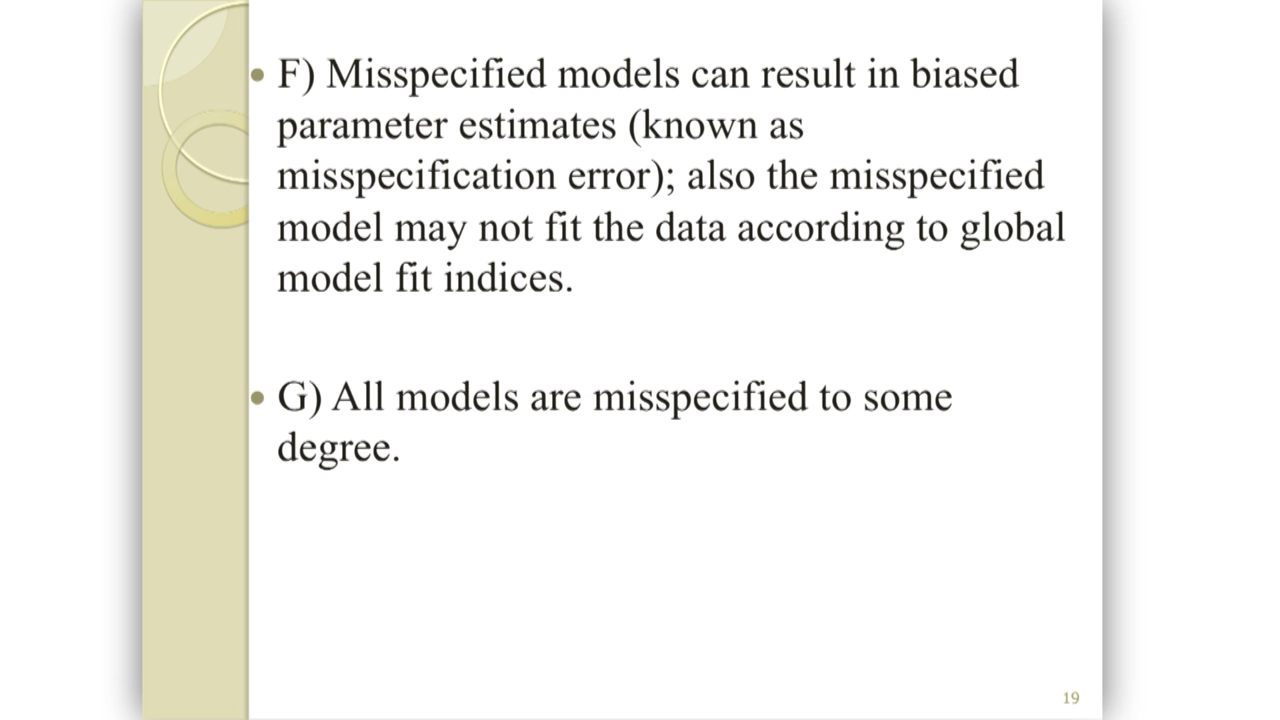 • F) Misspecified models can result in biased
parameter estimates (known as
misspecification error); also the misspecified
model may not fit the data according to global
model fit indices.
• G) All models are misspecified to some
degree.
19